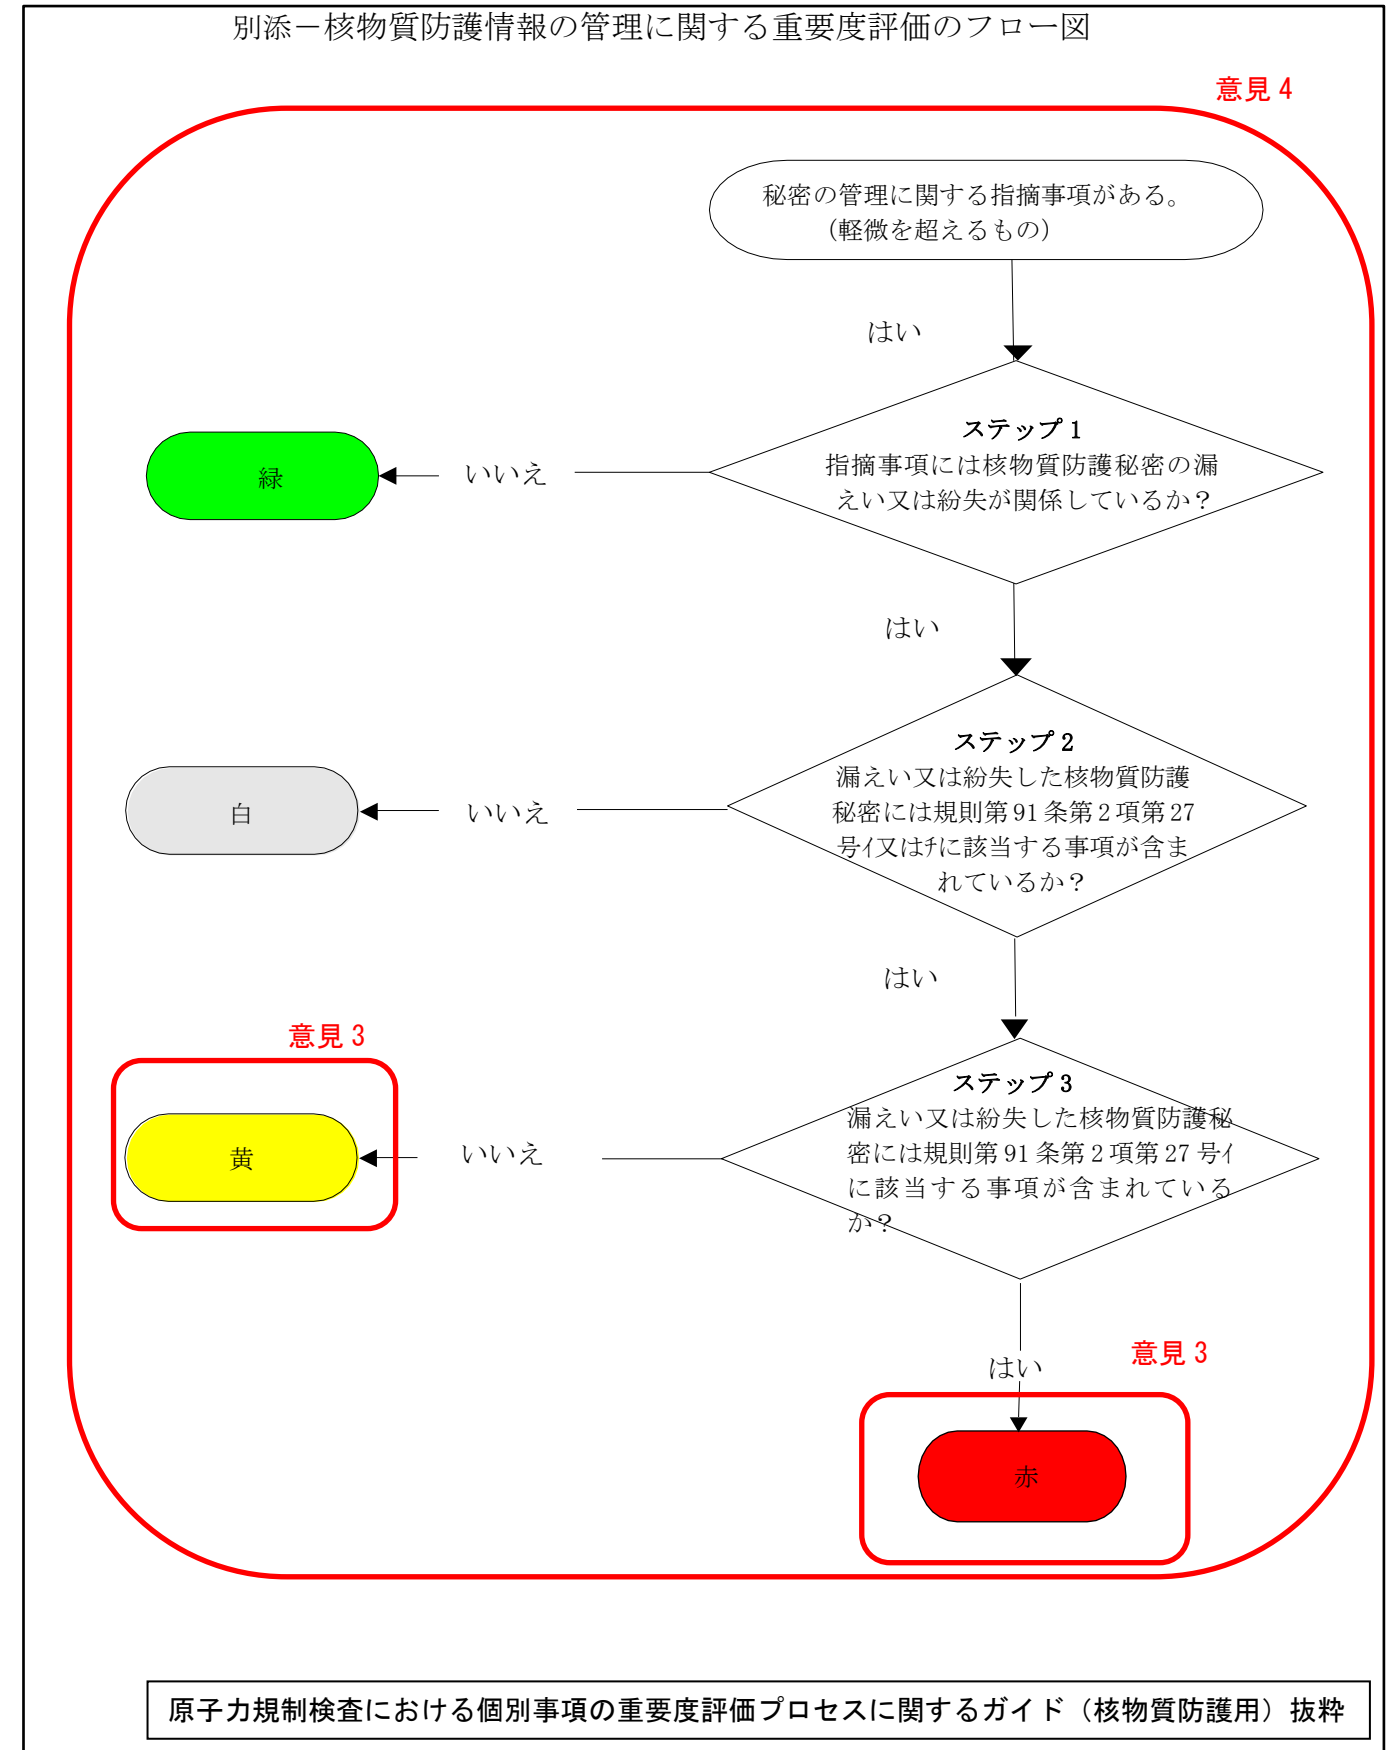 別添－核物質防護情報の管理に関する重要度評価のフロー図
意見 4
秘密の管理に関する指摘事項がある。
（軽微を超えるもの）
はい
ステップ 1
指摘事項には核物質防護秘密の漏
えい又は紛失が関係しているか？
いいえ
緑
はい
ステップ 2
漏えい又は紛失した核物質防護
秘密には規則第 91 条第 2 項第 27
号ｲ又はﾁに該当する事項が含ま
れているか？
いいえ
白
はい
意見 3
ステップ 3
漏えい又は紛失した核物質防護秘
密には規則第 91 条第 2 項第 27 号ｲ
に該当する事項が含まれている
か？
いいえ
黄
意見 3
はい
赤
原子力規制検査における個別事項の重要度評価プロセスに関するガイド（核物質防護用）抜粋